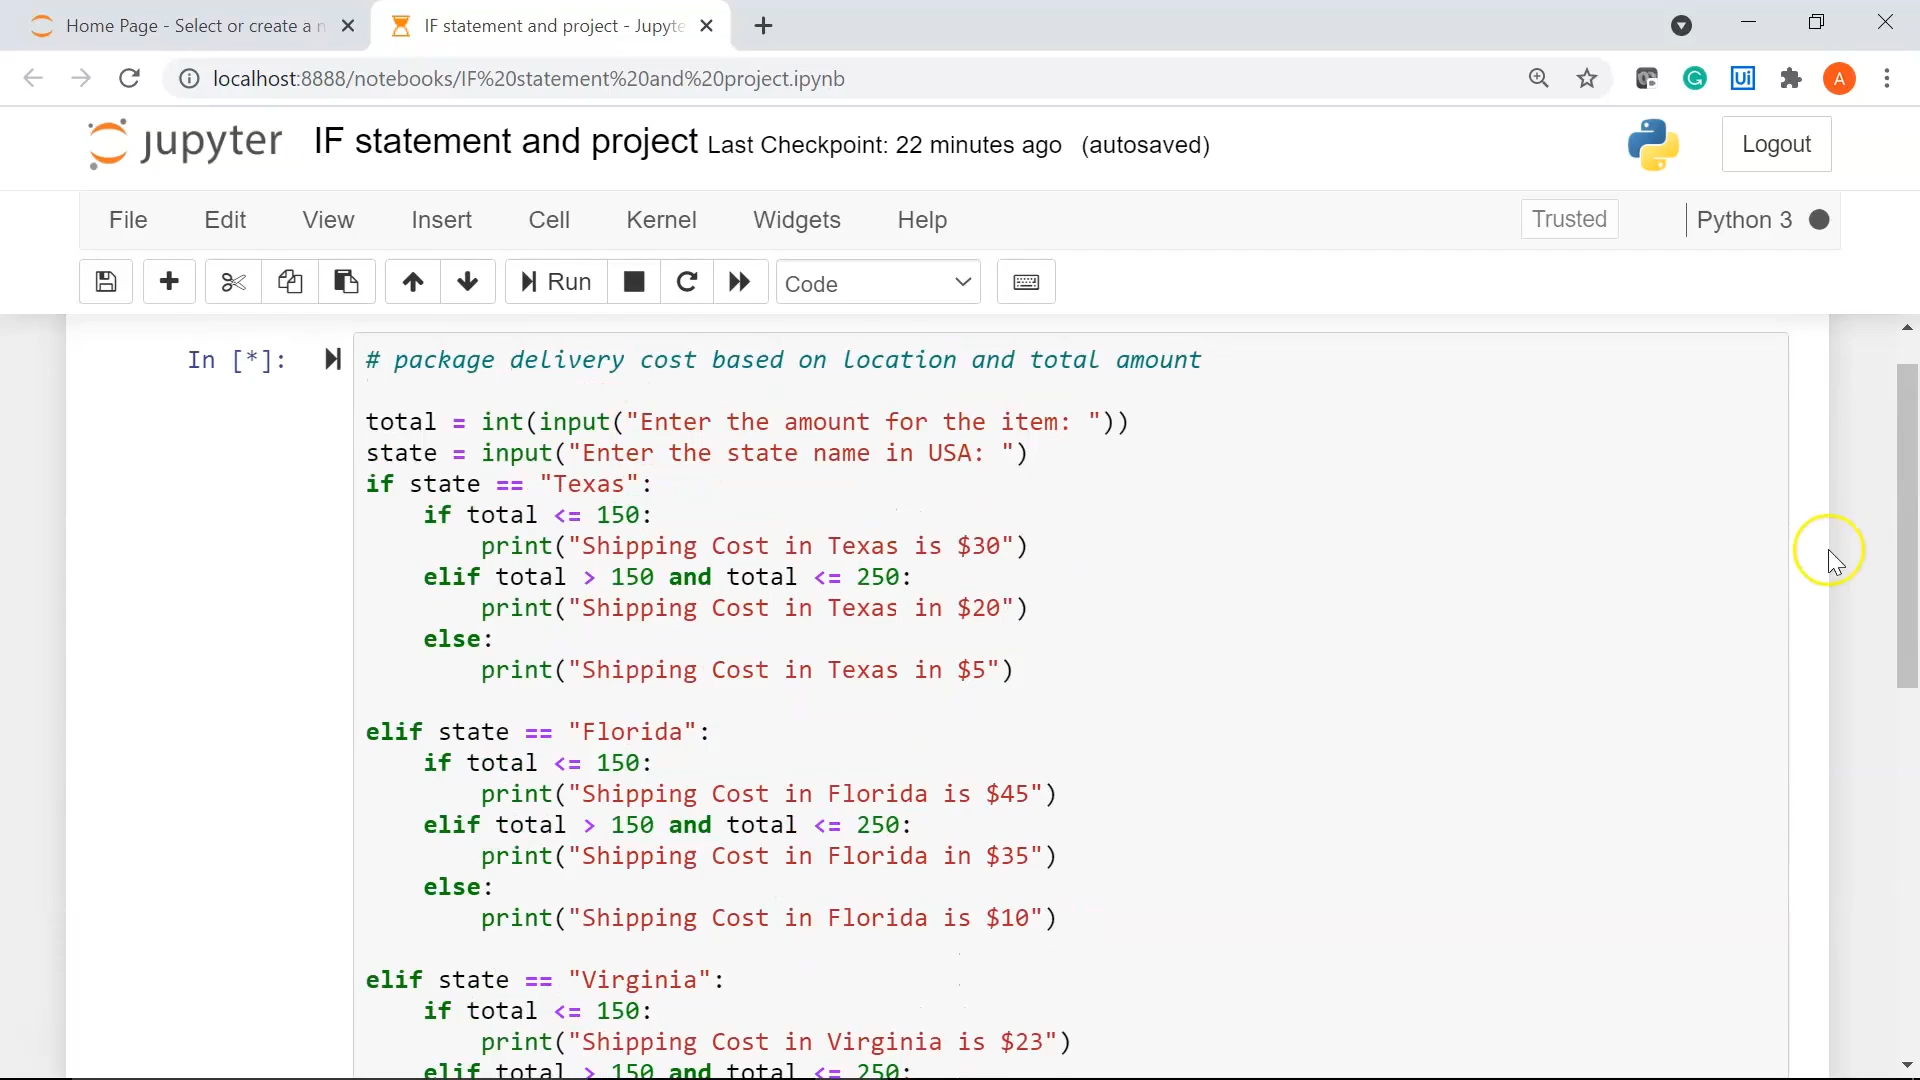 Home Page - Select or create a n
IF statement and project - Jupyte
localhost:8888/notebooks/IF%20statement%20and%20project.ipynb
jupyter IF statement and project Last Checkpoint: 22 minutes ago (autosaved)
Logout
File Edit View Insert Cell Kernel Widgets Help
Trusted Python 3
Run Code
In [*]:
# package delivery cost based on location and total amount
total = int(input("Enter the amount for the item: "))
state = input("Enter the state name in USA: ")
if state == "Texas":
    if total <= 150:
        print("Shipping Cost in Texas is $30")
    elif total > 150 and total <= 250:
        print("Shipping Cost in Texas in $20")
    else:
        print("Shipping Cost in Texas in $5")
elif state == "Florida":
    if total <= 150:
        print("Shipping Cost in Florida is $45")
    elif total > 150 and total <= 250:
        print("Shipping Cost in Florida in $35")
    else:
        print("Shipping Cost in Florida is $10")
elif state == "Virginia":
    if total <= 150:
        print("Shipping Cost in Virginia is $23")
    elif total > 150 and total <= 250: